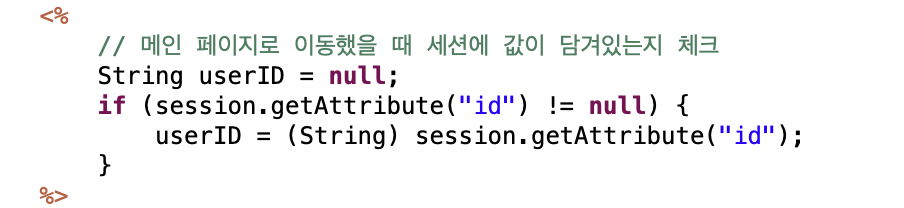 <%
// 메인 페이지로 이동했을 때 세션에 값이 담겨있는지 체크
String userID = null;
if (session.getAttribute("id") != null) {
userID = (String) session.getAttribute("id");
}
%>